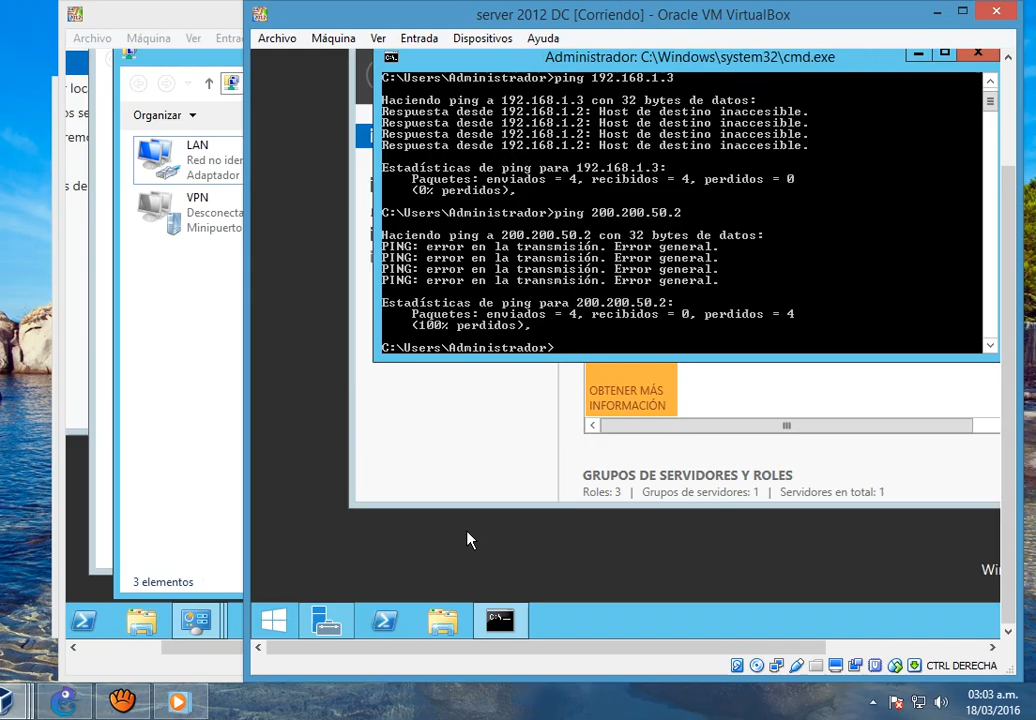 server 2012 DC [Corriendo] - Oracle VM VirtualBox
Archivo Máquina Ver Entrada Dispositivos Ayuda
Archivo Máquina Ver Entra
Administrador: C:\Windows\system32\cmd.exe
C:\Users\Administrador>ping 192.168.1.3
Haciendo ping a 192.168.1.3 con 32 bytes de datos:
Respuesta desde 192.168.1.2: Host de destino inaccesible.
Respuesta desde 192.168.1.2: Host de destino inaccesible.
Respuesta desde 192.168.1.2: Host de destino inaccesible.
Respuesta desde 192.168.1.2: Host de destino inaccesible.
Estadísticas de ping para 192.168.1.3:
Paquetes: enviados = 4, recibidos = 4, perdidos = 0
(0% perdidos),
C:\Users\Administrador>ping 200.200.50.2
Haciendo ping a 200.200.50.2 con 32 bytes de datos:
PING: error en la transmisión. Error general.
PING: error en la transmisión. Error general.
PING: error en la transmisión. Error general.
PING: error en la transmisión. Error general.
Estadísticas de ping para 200.200.50.2:
Paquetes: enviados = 4, recibidos = 0, perdidos = 4
(100% perdidos),
C:\Users\Administrador>
r loc
os se
remo
s de
Organizar
LAN
Red no ide
Adaptador
VPN
Desconecta
Minipuerto
3 elementos
OBTENER MÁS
INFORMACIÓN
GRUPOS DE SERVIDORES Y ROLES
Roles: 3 | Grupos de servidores: 1 | Servidores en total: 1
Wi
CTRL DERECHA
03:03 a.m.
18/03/2016